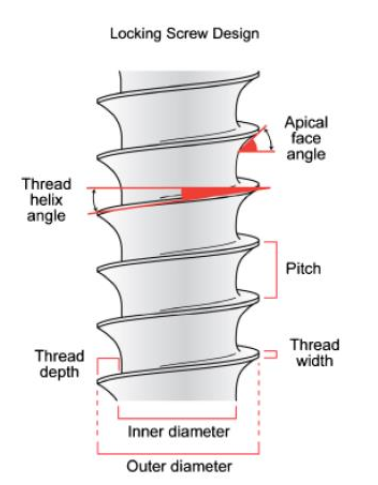 Locking Screw Design
Apical
face
angle
Thread
helix
angle
Pitch
Thread
width
Thread
depth
Inner diameter
Outer diameter